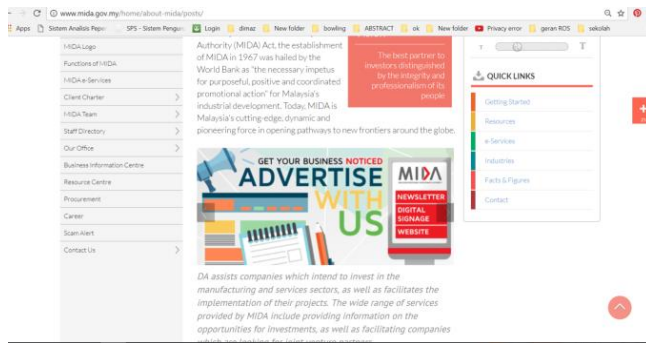 www.mida.gov.my/home/about-mida/posts/
Apps
Sistem Analisis Pepe
SPS - Sistem Pengur
Login
dimaz
New folder
bowling
ABSTRACT
ok
New folder
Privacy error
geran ROS
sekolah
MIDA Logo
Functions of MIDA
MIDA e-Services
Client Charter
MIDA Team
Staff Directory
Our Office
Business Information Centre
Resource Centre
Procurement
Career
Scam Alert
Contact Us
Authority (MIDA) Act, the establishment
of MIDA in 1967 was hailed by the
World Bank as "the necessary impetus
for purposeful, positive and coordinated
promotional action" for Malaysia's
industrial development. Today, MIDA is
Malaysia's cutting-edge, dynamic and
pioneering force in opening pathways to new frontiers around the globe.
The best partner to
investors distinguished
by the integrity and
professionalism of its
people
GET YOUR BUSINESS NOTICED
ADVERTISE
WITH
US
MIDA
NEWSLETTER
DIGITAL
SIGNAGE
WEBSITE
DA assists companies which intend to invest in the
manufacturing and services sectors, as well as facilitates the
implementation of their projects. The wide range of services
provided by MIDA include providing information on the
opportunities for investments, as well as facilitating companies
which are looking for joint venture partners.
T
T
QUICK LINKS
Getting Started
Resources
e-Services
Industries
Facts & Figures
Contact